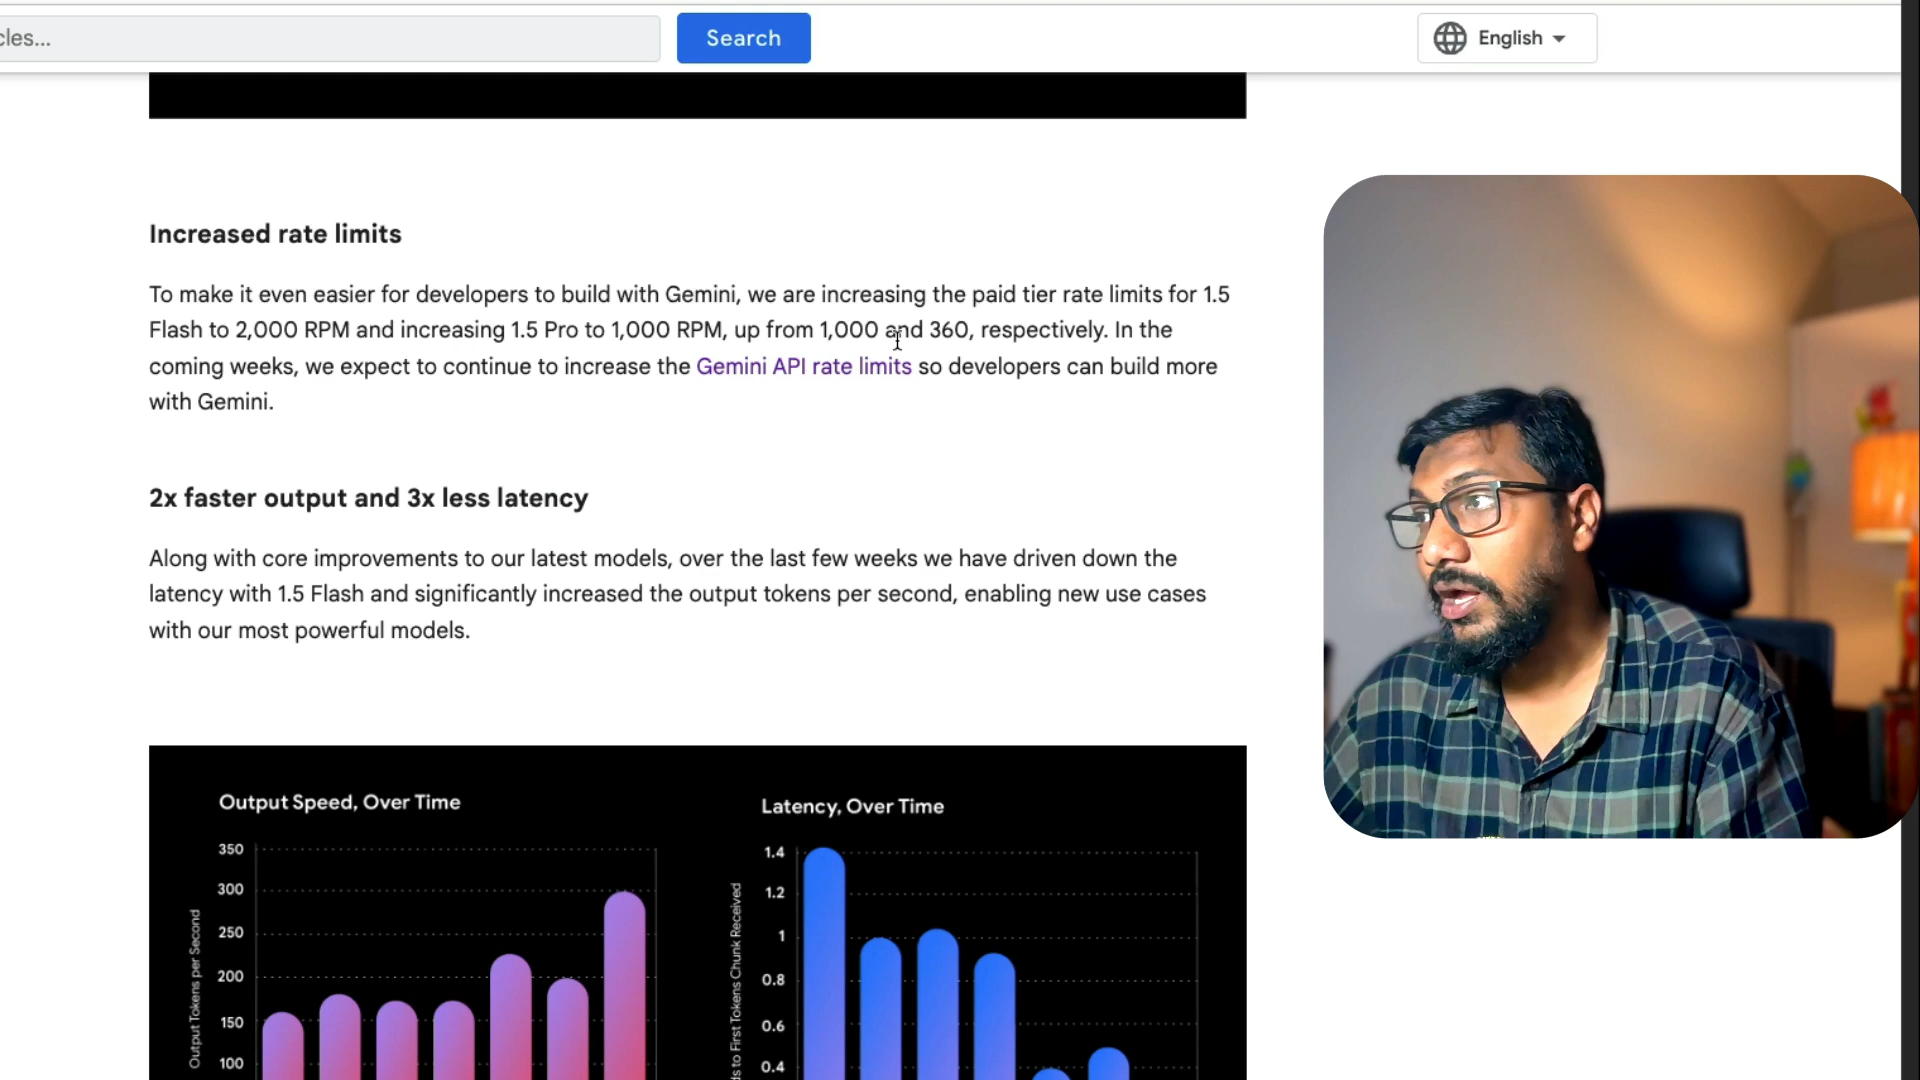 cles...
Search
English
Increased rate limits
To make it even easier for developers to build with Gemini, we are increasing the paid tier rate limits for 1.5
Flash to 2,000 RPM and increasing 1.5 Pro to 1,000 RPM, up from 1,000 and 360, respectively. In the
coming weeks, we expect to continue to increase the Gemini API rate limits so developers can build more
with Gemini.
2x faster output and 3x less latency
Along with core improvements to our latest models, over the last few weeks we have driven down the
latency with 1.5 Flash and significantly increased the output tokens per second, enabling new use cases
with our most powerful models.
Output Speed, Over Time
350
300
250
200
150
100
Output Tokens per Second
Latency, Over Time
1.4
1.2
1
0.8
0.6
0.4
ds to First Tokens Chunk Received